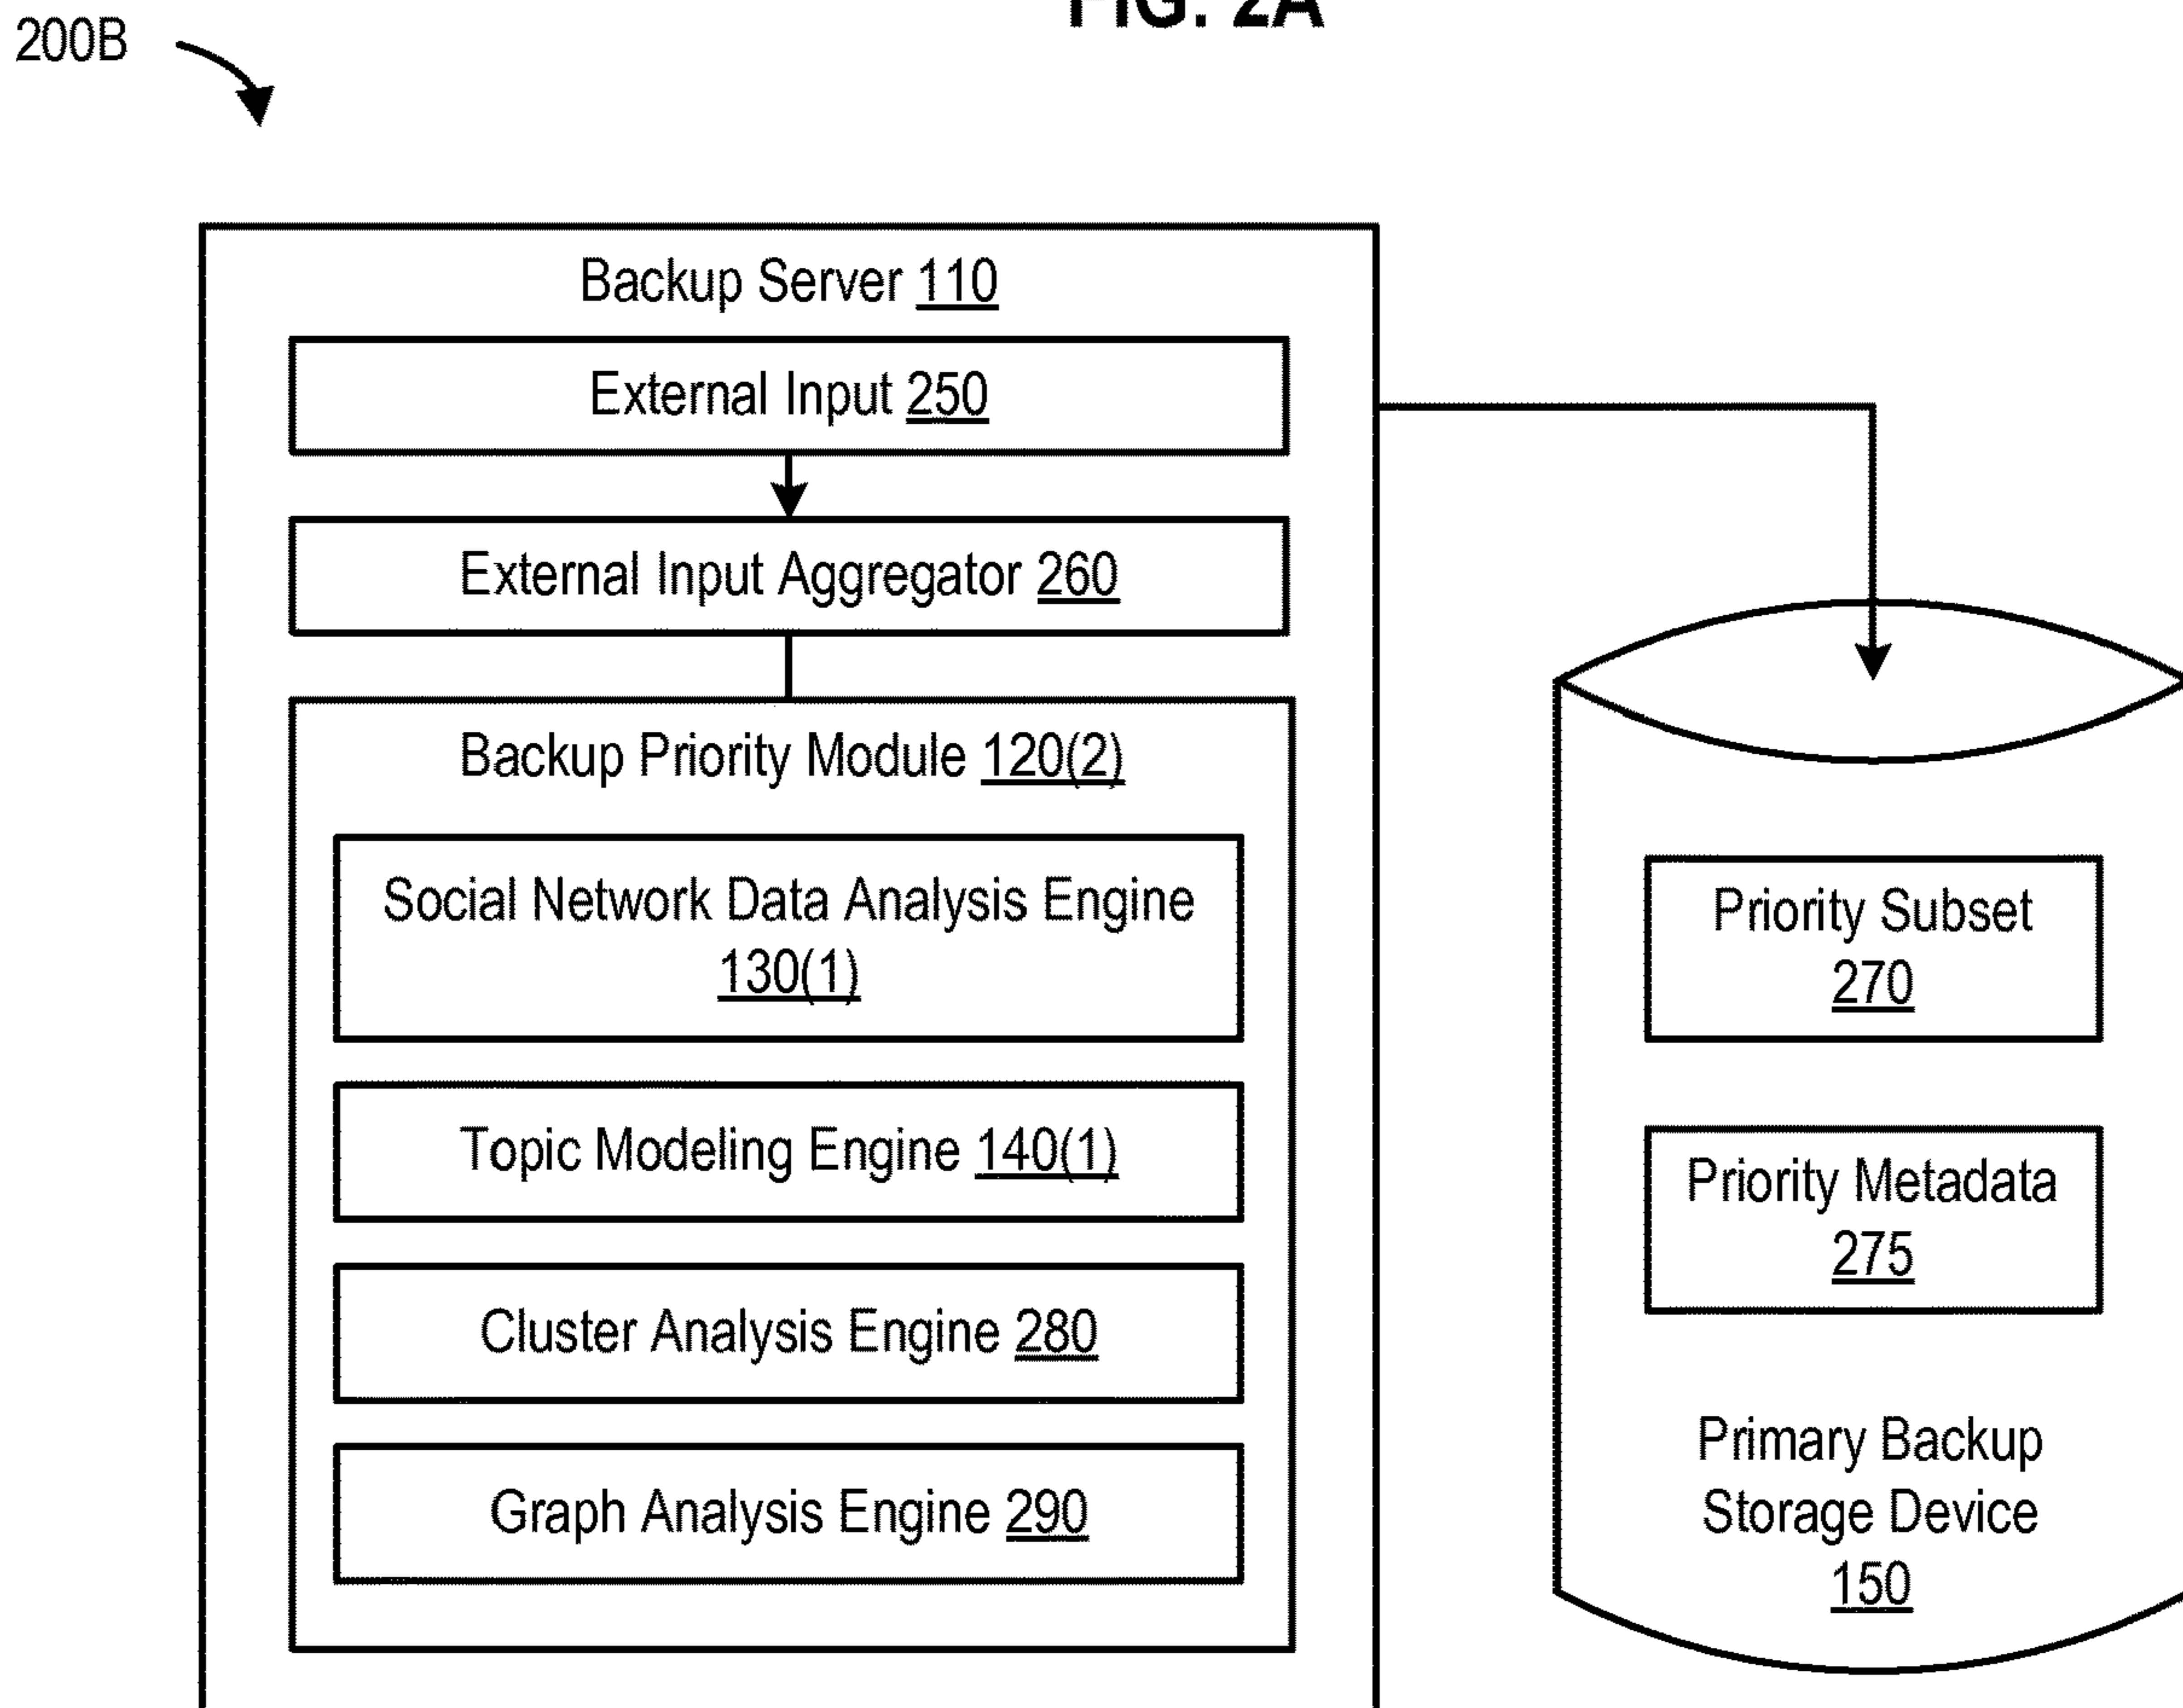 FIG. 2A
200B
Backup Server 110
External Input 250
External Input Aggregator 260
Backup Priority Module 120(2)
Social Network Data Analysis Engine
130(1)
Topic Modeling Engine 140(1)
Cluster Analysis Engine 280
Graph Analysis Engine 290
Priority Subset
270
Priority Metadata
275
Primary Backup
Storage Device
150